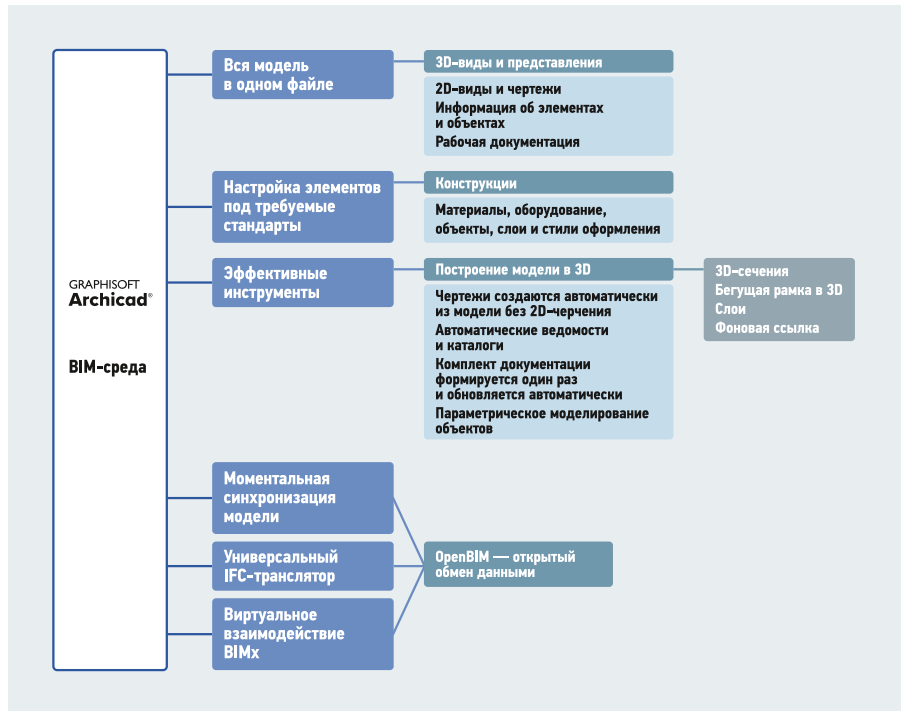 GRAPHISOFT
Archicad®
BIM-среда
Вся модель
в одном файле
3D-виды и представления
2D-виды и чертежи
Информация об элементах
и объектах
Рабочая документация
Настройка элементов
под требуемые
стандарты
Конструкции
Материалы, оборудование,
объекты, слои и стили оформления
Эффективные
инструменты
Построение модели в 3D
3D-сечения
Бегущая рамка в 3D
Слои
Фоновая ссылка
Чертежи создаются автоматически
из модели без 2D-черчения
Автоматические ведомости
и каталоги
Комплект документации
формируется один раз
и обновляется автоматически
Параметрическое моделирование
объектов
Моментальная
синхронизация
модели
Универсальный
IFC-транслятор
Виртуальное
взаимодействие
BIMx
OpenBIM — открытый
обмен данными